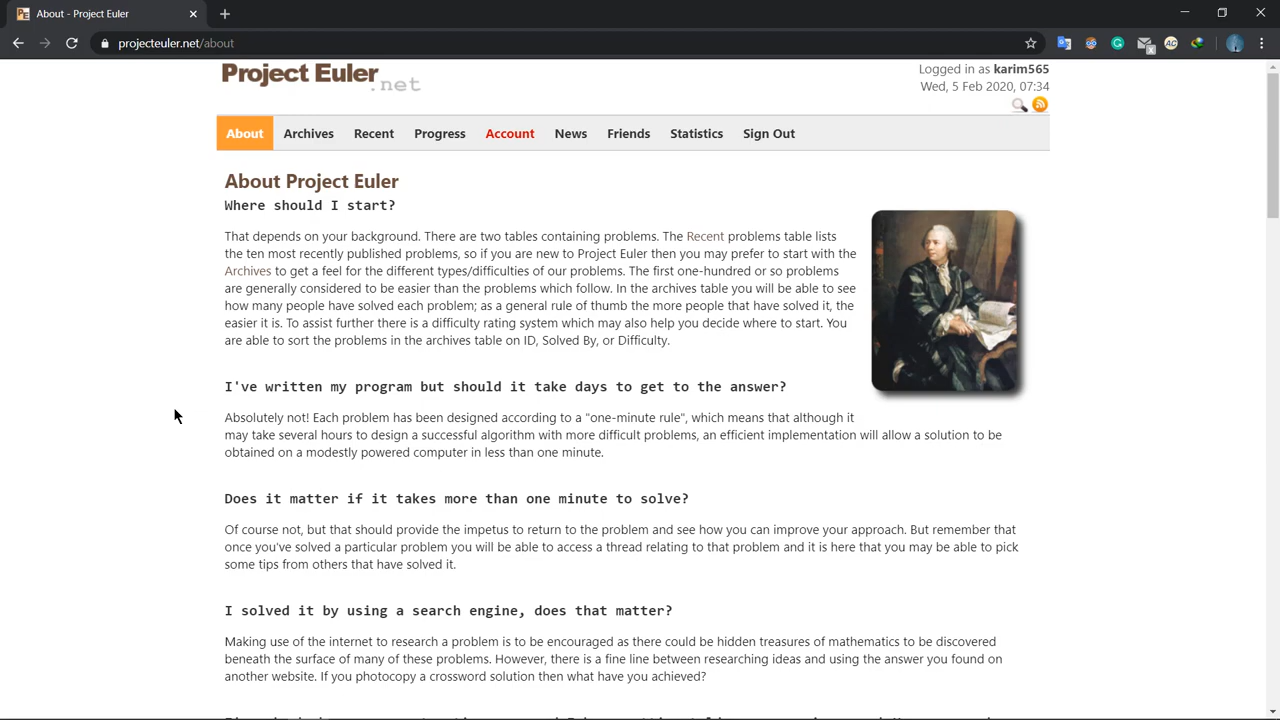 About - Project Euler
projecteuler.net/about
Project Euler
.net
Logged in as karim565
Wed, 5 Feb 2020, 07:34
About Archives Recent Progress Account News Friends Statistics Sign Out
About Project Euler
Where should I start?
That depends on your background. There are two tables containing problems. The Recent problems table lists
the ten most recently published problems, so if you are new to Project Euler then you may prefer to start with the
Archives to get a feel for the different types/difficulties of our problems. The first one-hundred or so problems
are generally considered to be easier than the problems which follow. In the archives table you will be able to see
how many people have solved each problem; as a general rule of thumb the more people that have solved it, the
easier it is. To assist further there is a difficulty rating system which may also help you decide where to start. You
are able to sort the problems in the archives table on ID, Solved By, or Difficulty.
I've written my program but should it take days to get to the answer?
Absolutely not! Each problem has been designed according to a "one-minute rule", which means that although it
may take several hours to design a successful algorithm with more difficult problems, an efficient implementation will allow a solution to be
obtained on a modestly powered computer in less than one minute.
Does it matter if it takes more than one minute to solve?
Of course not, but that should provide the impetus to return to the problem and see how you can improve your approach. But remember that
once you've solved a particular problem you will be able to access a thread relating to that problem and it is here that you may be able to pick
some tips from others that have solved it.
I solved it by using a search engine, does that matter?
Making use of the internet to research a problem is to be encouraged as there could be hidden treasures of mathematics to be discovered
beneath the surface of many of these problems. However, there is a fine line between researching ideas and using the answer you found on
another website. If you photocopy a crossword solution then what have you achieved?